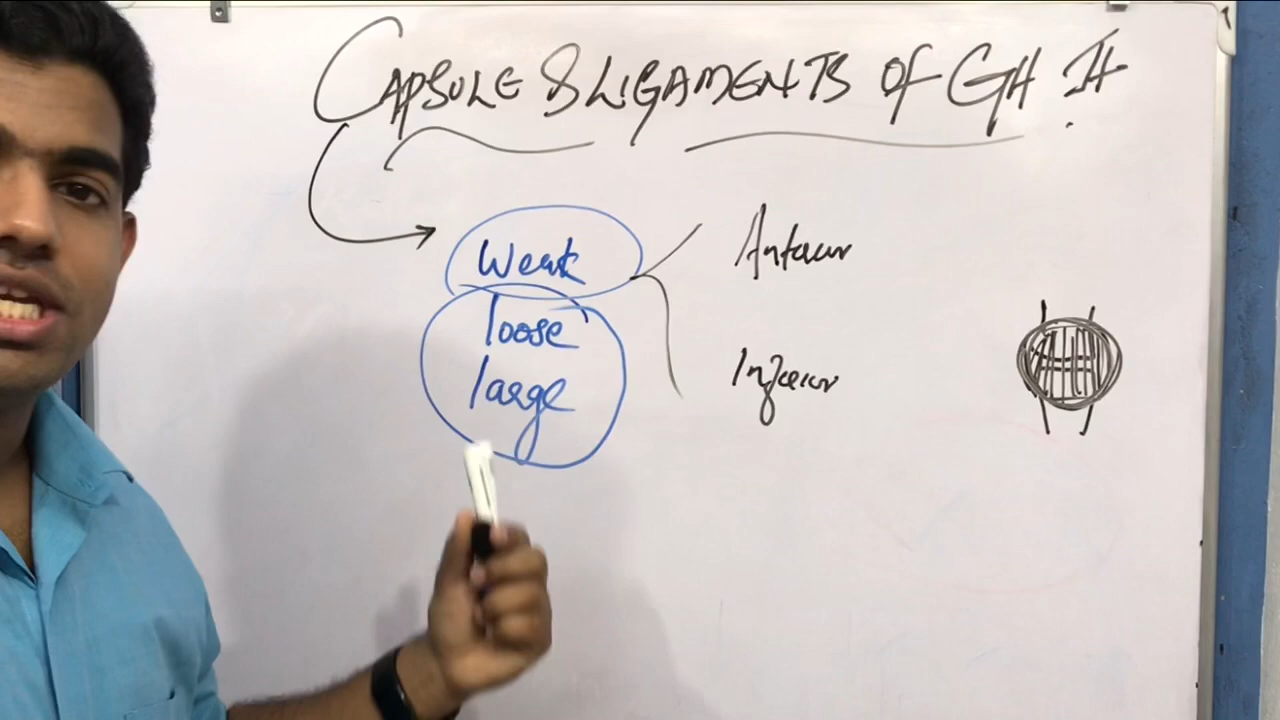 CAPSULE & LIGAMENTS OF GH Jt.
Weak
loose
large
Anterior
Inferior